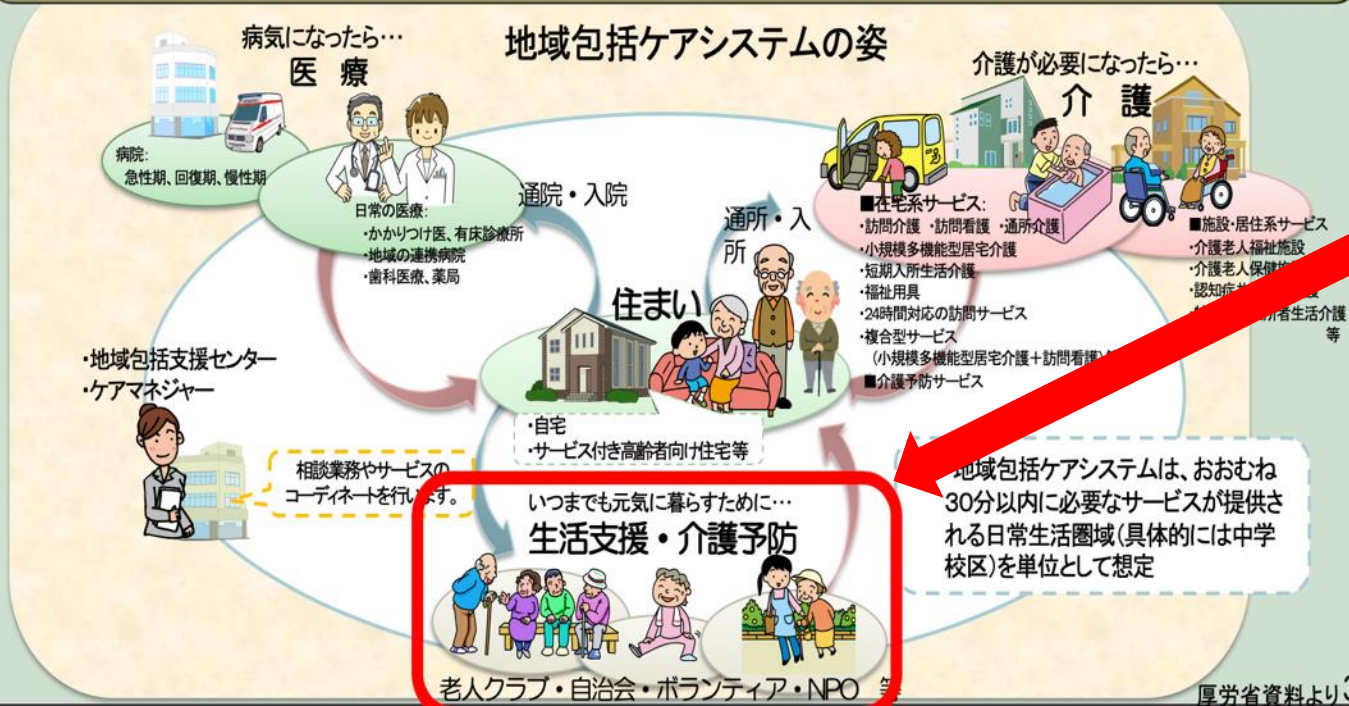 地域包括ケアシステムの姿
病気になったら…
医 療
病院:
急性期、回復期、慢性期
日常の医療:
・かかりつけ医、有床診療所
・地域の連携病院
・歯科医療、薬局
通院・入院
通所・入
所
介護が必要になったら…
介 護
■在宅系サービス:
・訪問介護 ・訪問看護 ・通所介護
・小規模多機能型居宅介護
・短期入所生活介護
・福祉用具
・24時間対応の訪問サービス
・複合型サービス
(小規模多機能型居宅介護+訪問看護)
■介護予防サービス
■施設・居住系サービス
・介護老人福祉施設
・介護老人保健
・認知症
所者生活介護
等
住まい
・自宅
・サービス付き高齢者向け住宅等
・地域包括支援センター
・ケアマネジャー
相談業務やサービスの
コーディネートを行います。
いつまでも元気に暮らすために…
生活支援・介護予防
老人クラブ・自治会・ボランティア・NPO 等
地域包括ケアシステムは、おおむね
30分以内に必要なサービスが提供さ
れる日常生活圏域(具体的には中学
校区)を単位として想定
厚労省資料より3